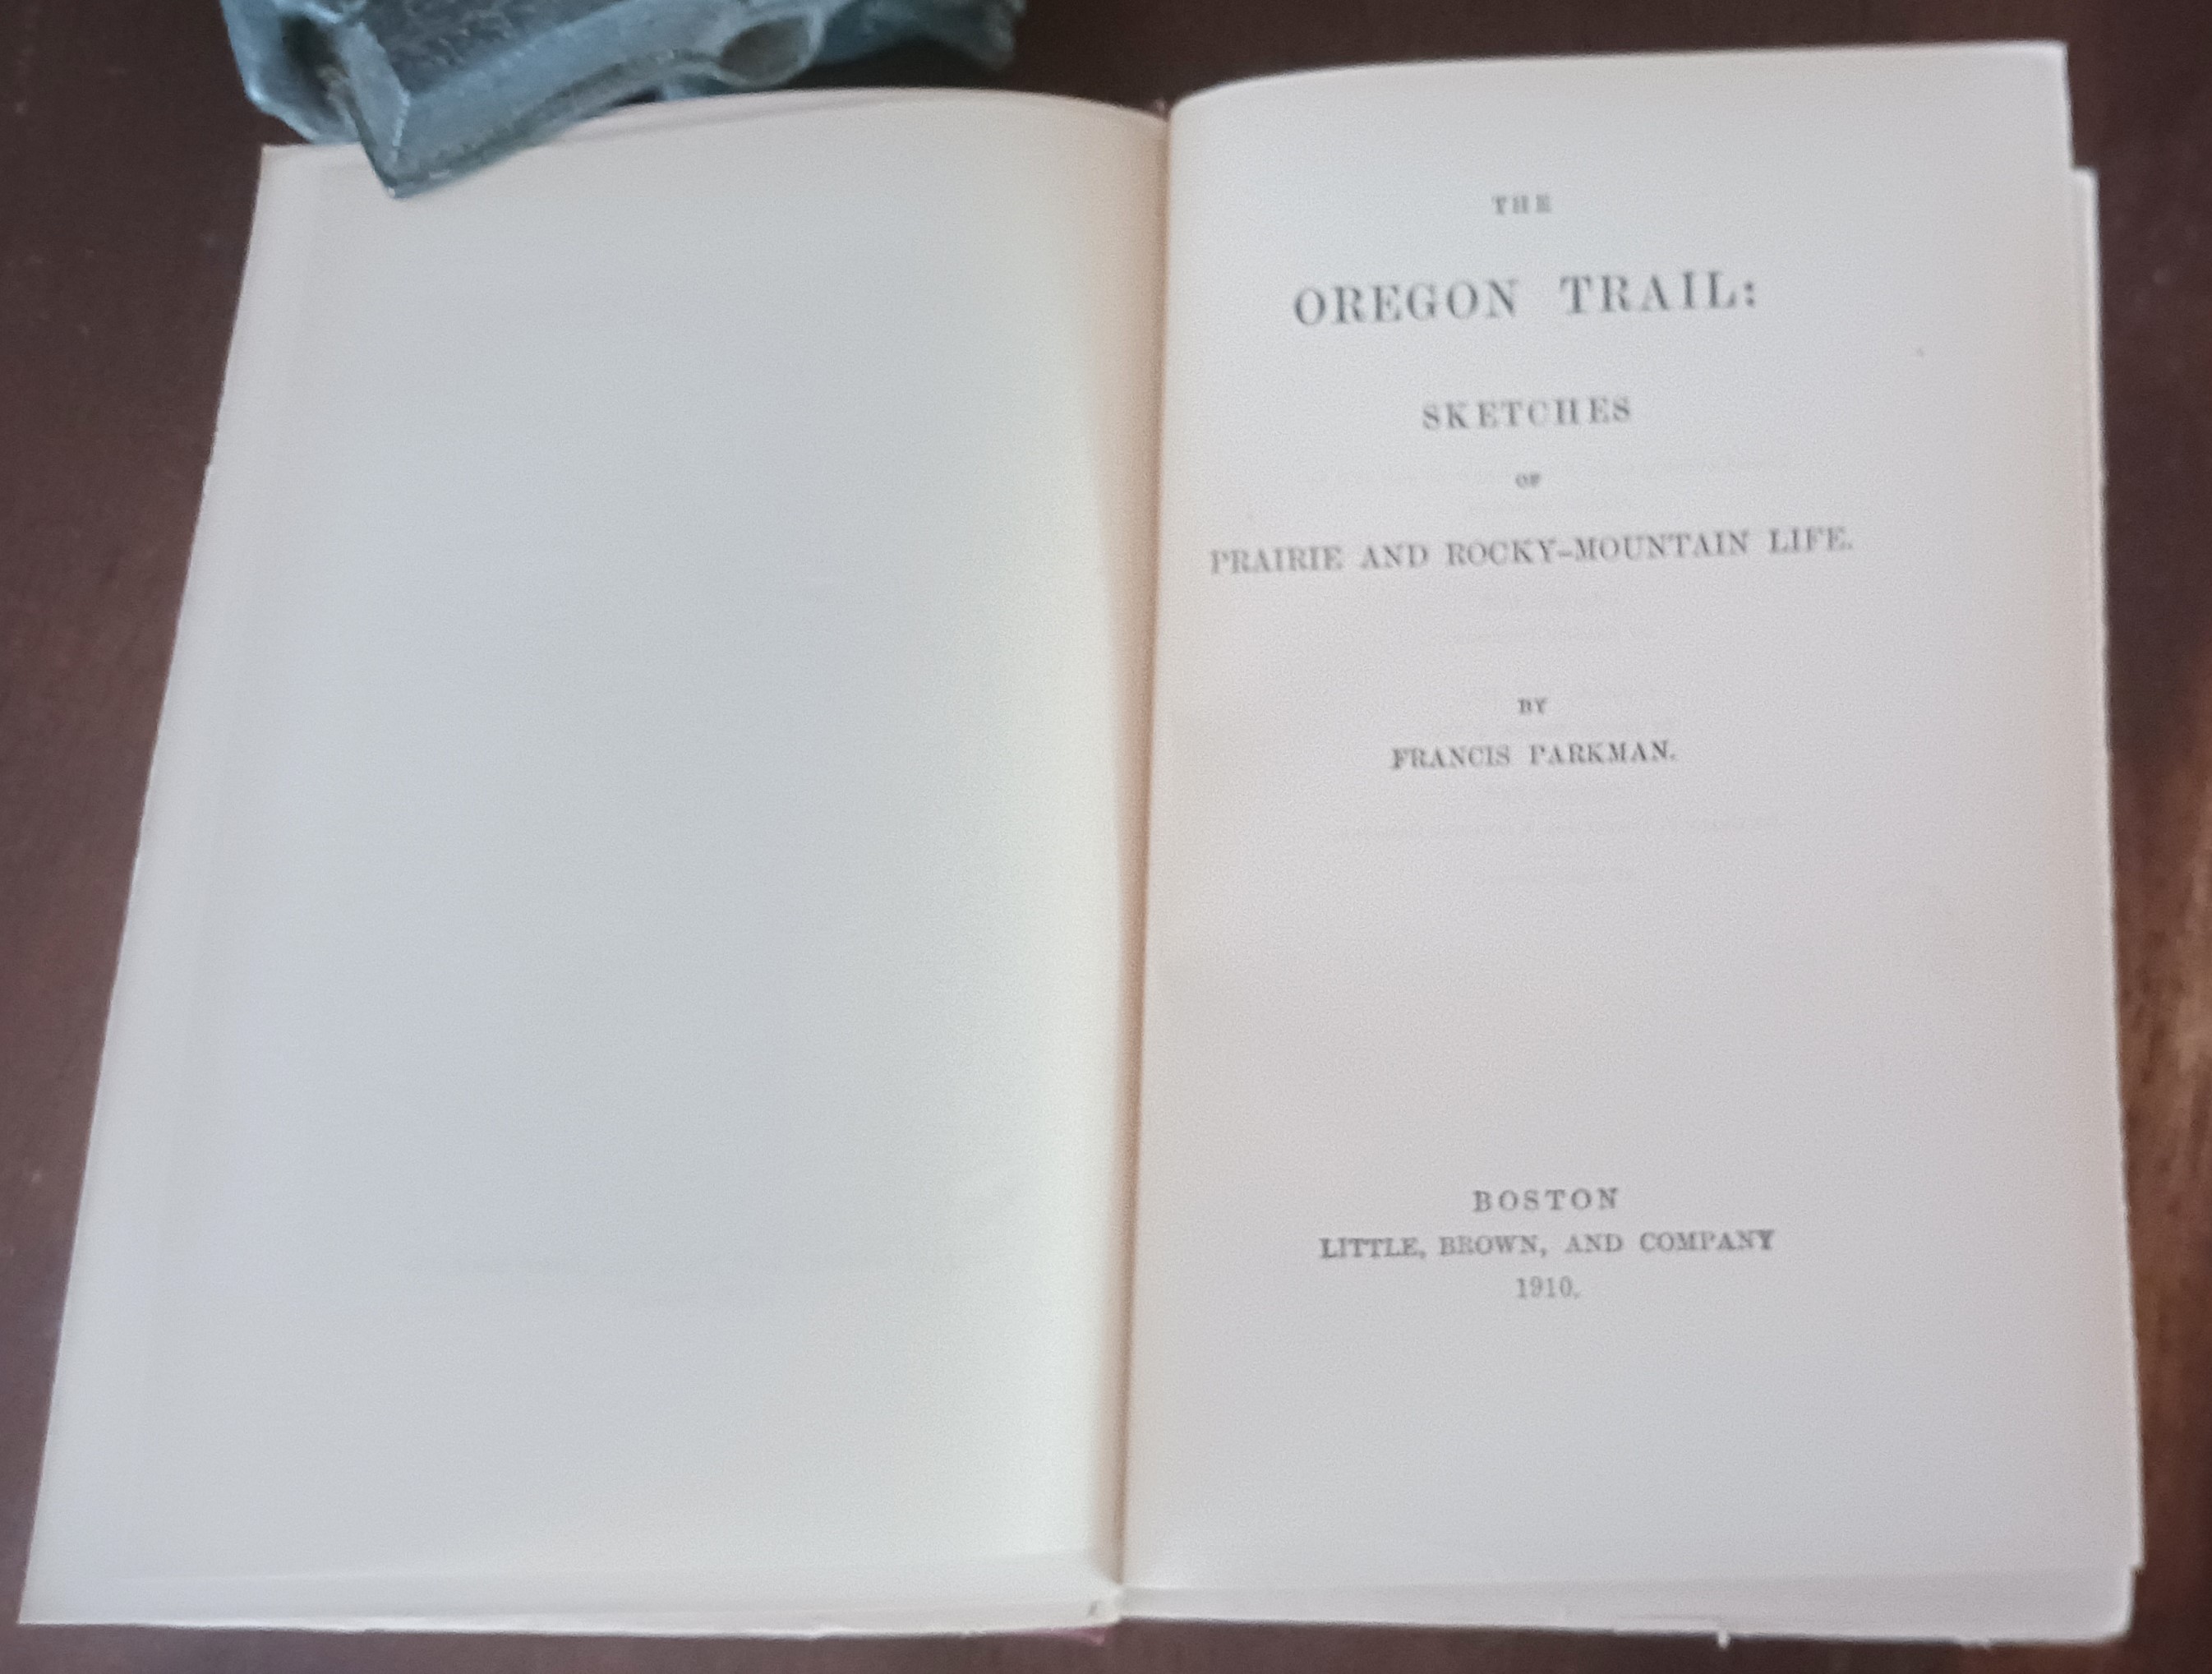 THE
OREGON TRAIL:
SKETCHES
OF
PRAIRIE AND ROCKY-MOUNTAIN LIFE.
BY
FRANCIS PARKMAN.
BOSTON
LITTLE, BROWN, AND COMPANY
1910.